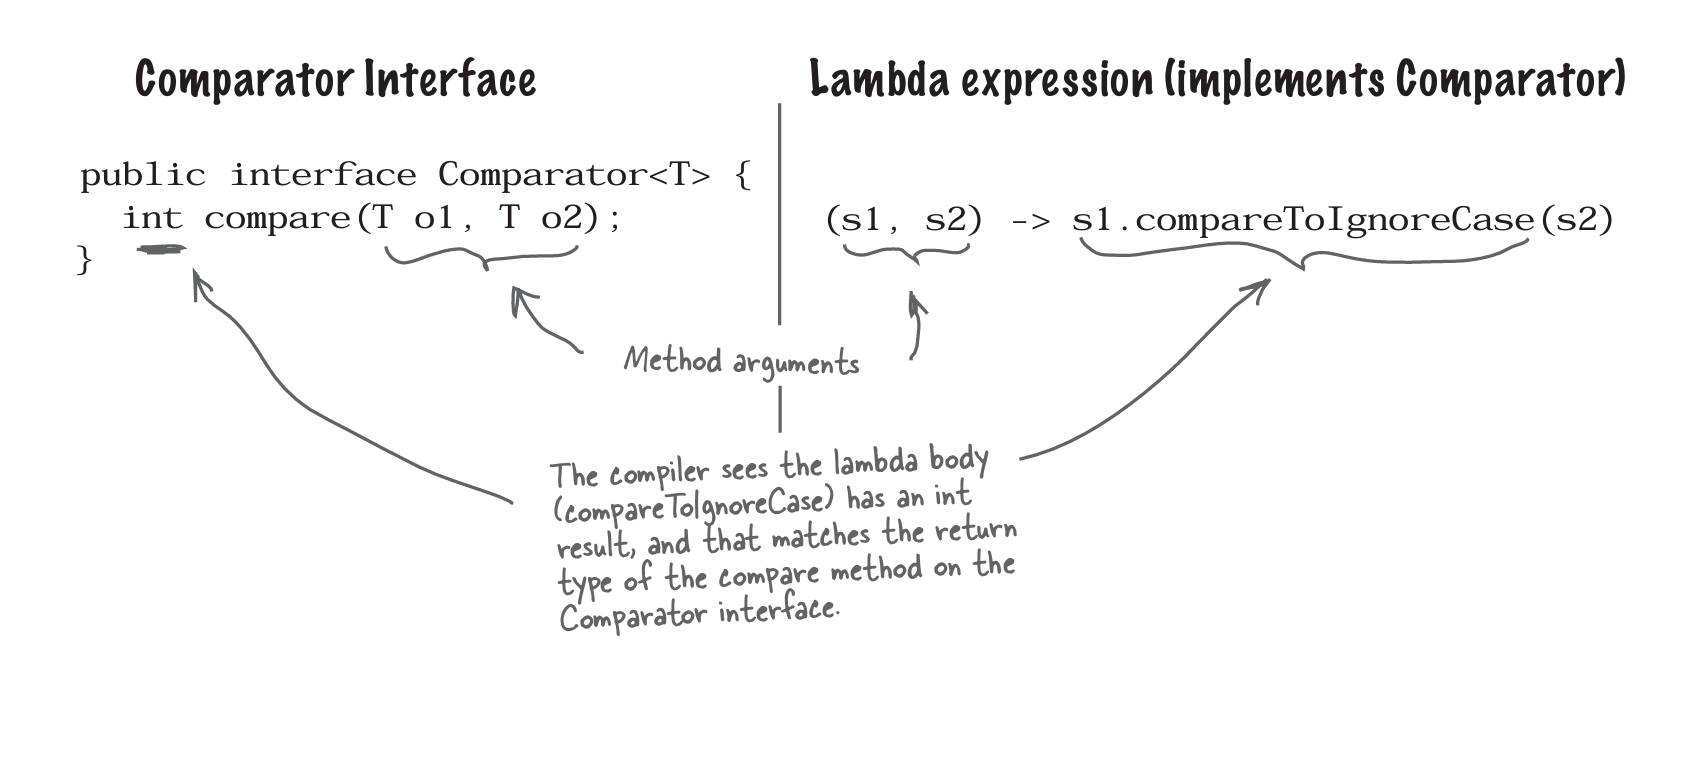 Comparator Interface
Lambda expression (implements Comparator)
public interface Comparator<T> {
int compare(T o1, T o2);
}
(s1, s2) -> s1.compareToIgnoreCase(s2)
Method arguments
The compiler sees the lambda body
(compareToIgnoreCase) has an int
result, and that matches the return
type of the compare method on the
Comparator interface.